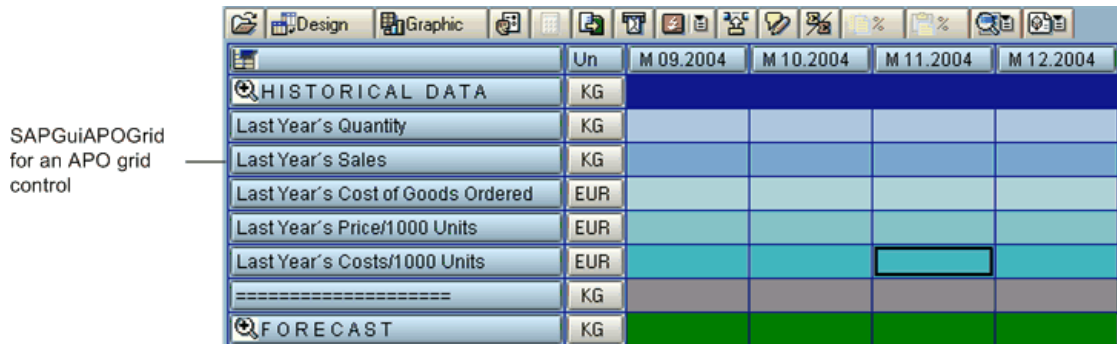 Design Graphic % %
Un M 09.2004 M 10.2004 M 11.2004 M 12.2004
HISTORICAL DATA KG
Last Year´s Quantity KG
SAPGuiAPOGrid
for an APO grid
control
Last Year´s Sales KG
Last Year´s Cost of Goods Ordered EUR
Last Year´s Price/1000 Units EUR
Last Year´s Costs/1000 Units EUR
==================== KG
FORECAST KG